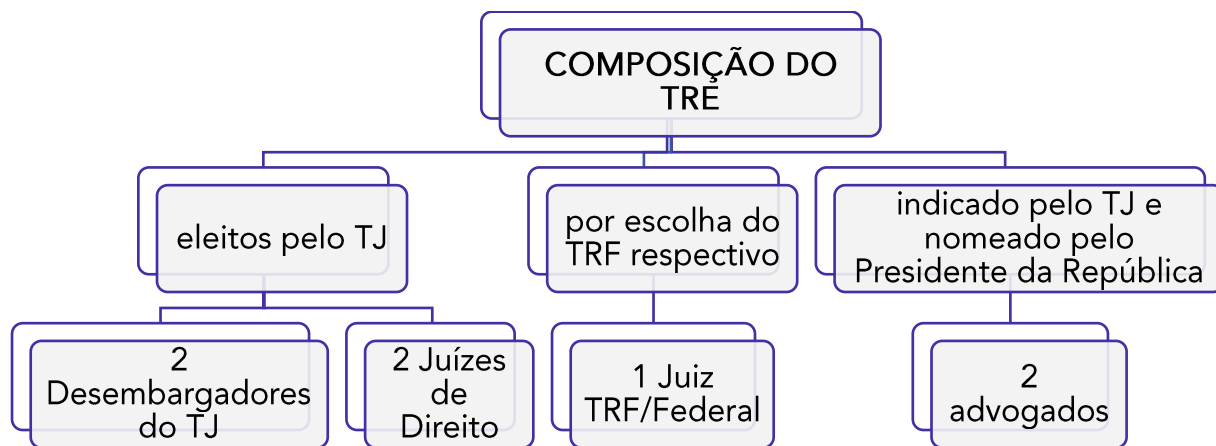 COMPOSIÇÃO DO
TRE
eleitos pelo TJ
por escolha do
TRF respectivo
indicado pelo TJ e
nomeado pelo
Presidente da República
2
Desembargadores
do TJ
2 Juízes
de
Direito
1 Juiz
TRF/Federal
2
advogados